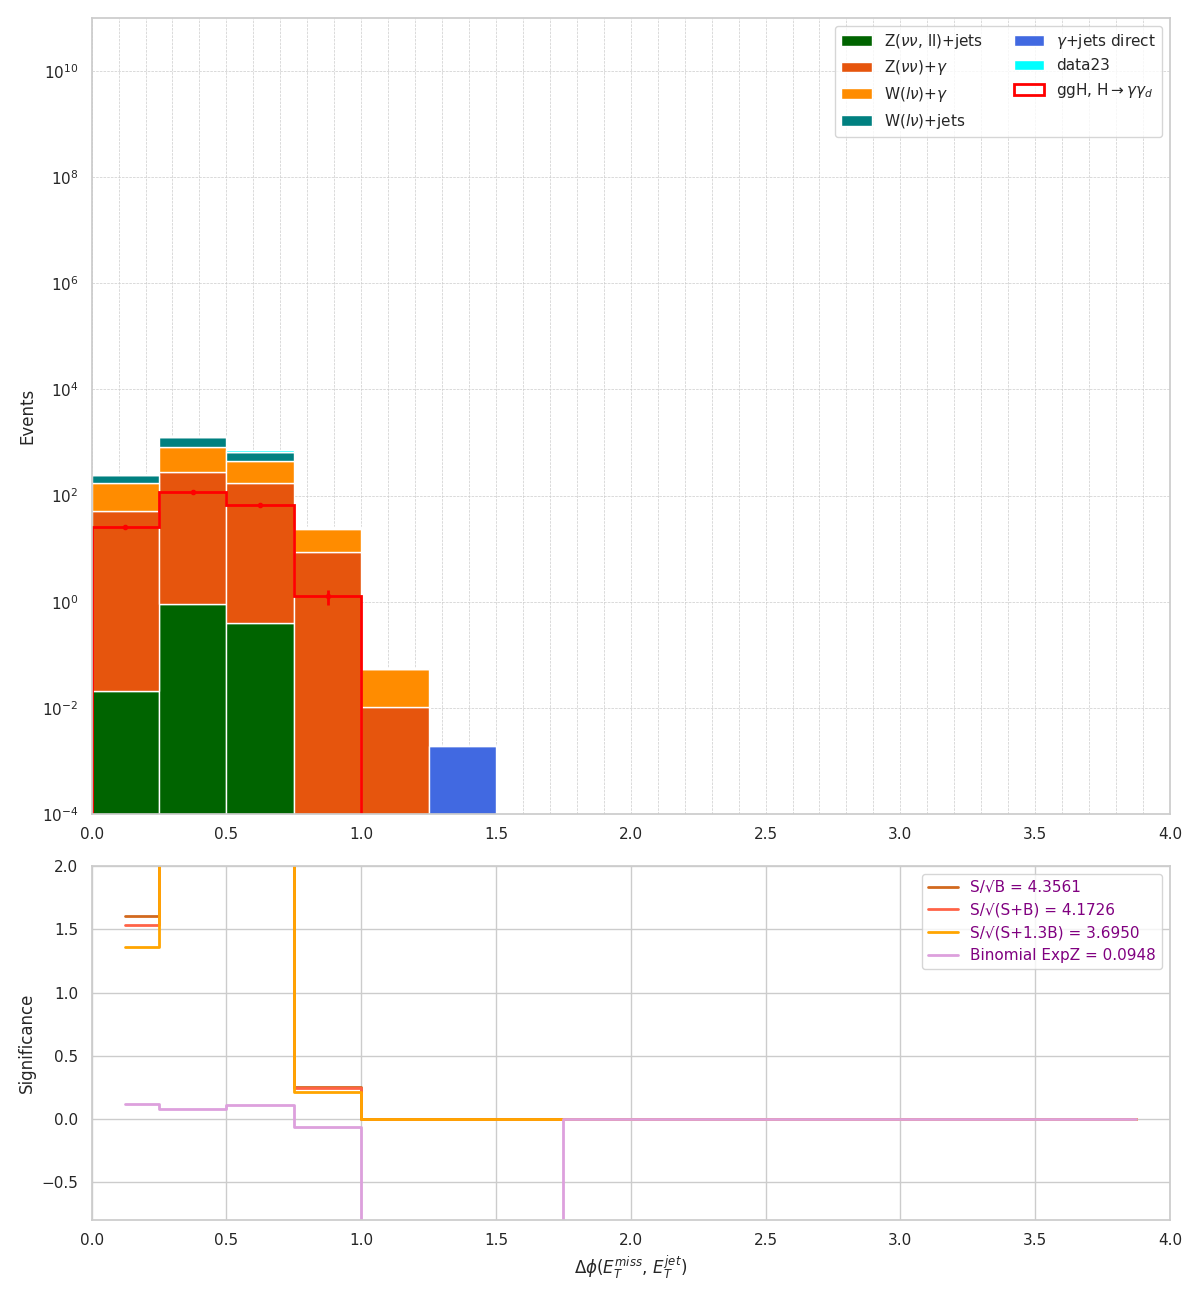 Z(νν, ll)+jets
Z(νν)+γ
W(lν)+γ
W(lν)+jets
γ+jets direct
data23
ggH, H→γγ_d
10^10
10^8
10^6
10^4
10^2
10^0
10^−2
10^−4
Events
0.0 0.5 1.0 1.5 2.0 2.5 3.0 3.5 4.0
S/√B = 4.3561
S/√(S+B) = 4.1726
S/√(S+1.3B) = 3.6950
Binomial ExpZ = 0.0948
2.0
1.5
1.0
0.5
0.0
−0.5
Significance
0.0 0.5 1.0 1.5 2.0 2.5 3.0 3.5 4.0
Δϕ(E_T^miss, E_T^jet)